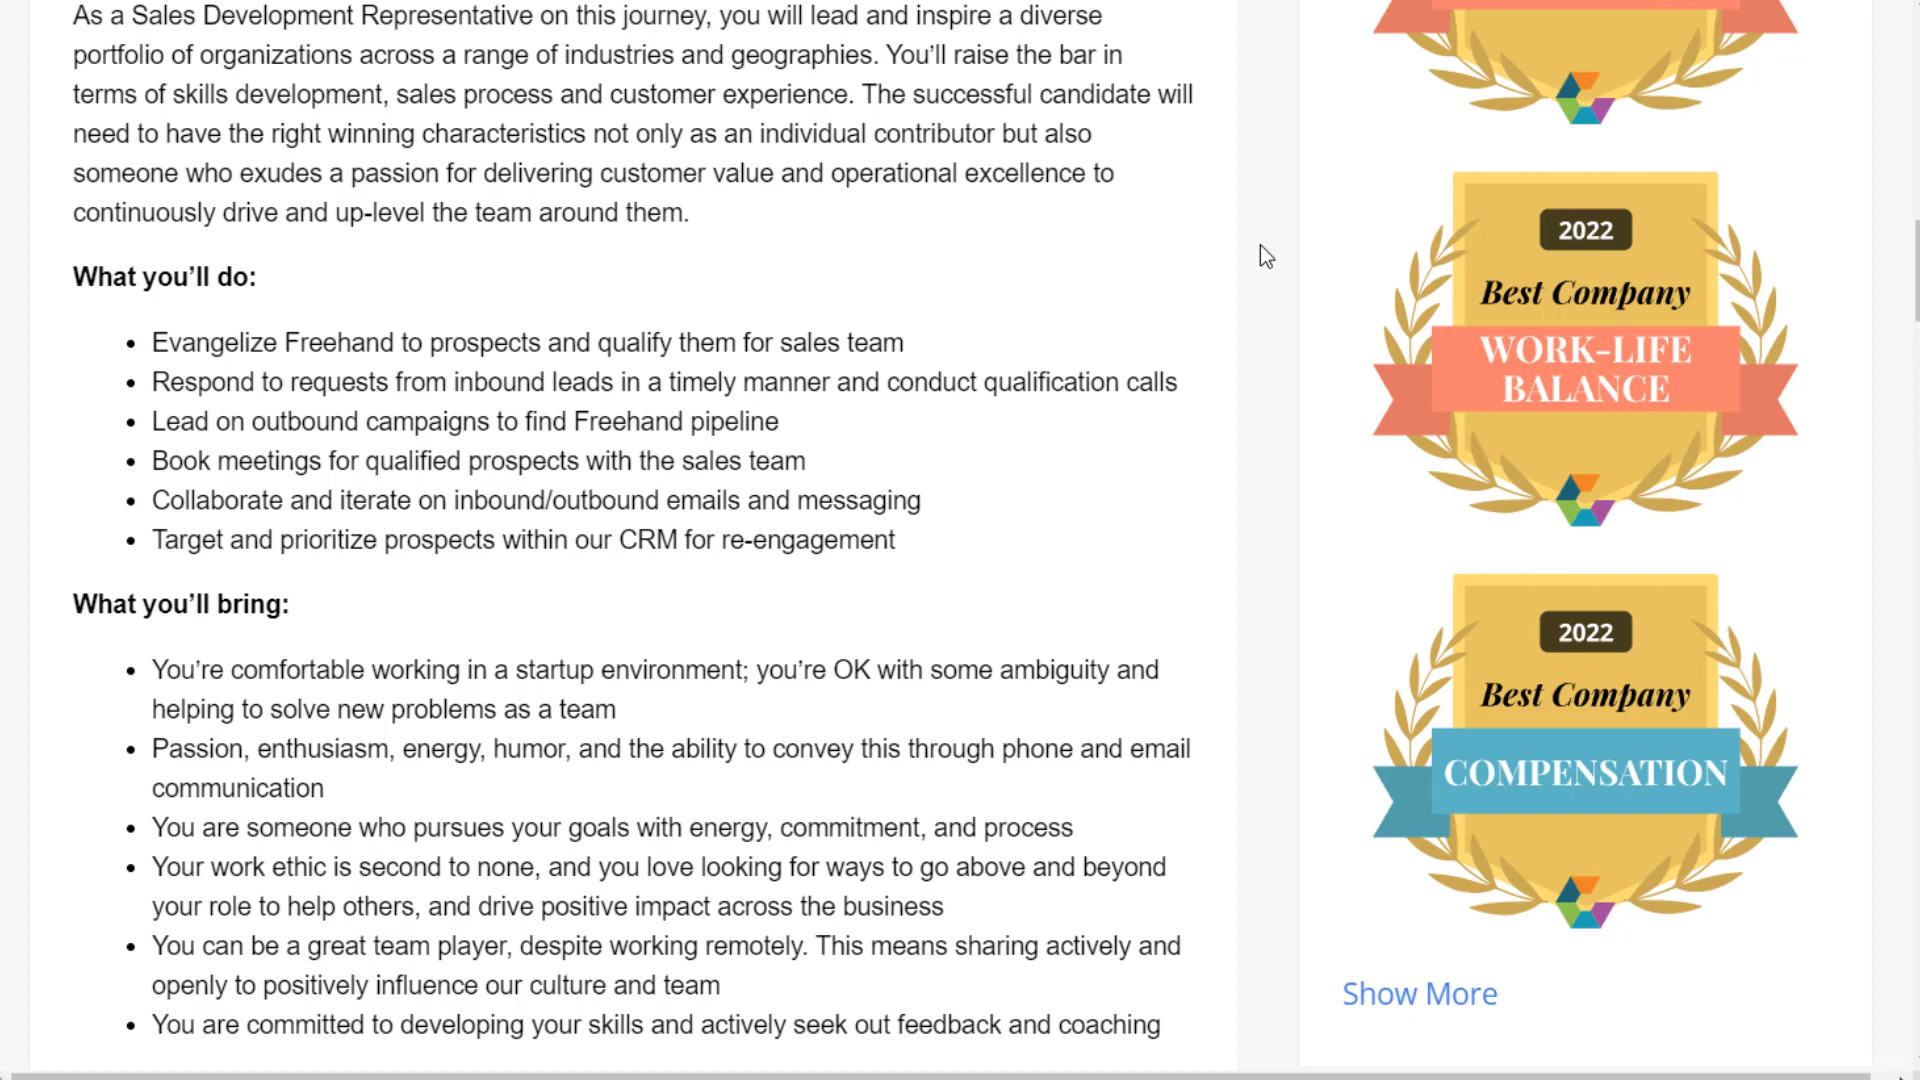 As a Sales Development Representative on this journey, you will lead and inspire a diverse
portfolio of organizations across a range of industries and geographies. You’ll raise the bar in
terms of skills development, sales process and customer experience. The successful candidate will
need to have the right winning characteristics not only as an individual contributor but also
someone who exudes a passion for delivering customer value and operational excellence to
continuously drive and up-level the team around them.
What you’ll do:
• Evangelize Freehand to prospects and qualify them for sales team
• Respond to requests from inbound leads in a timely manner and conduct qualification calls
• Lead on outbound campaigns to find Freehand pipeline
• Book meetings for qualified prospects with the sales team
• Collaborate and iterate on inbound/outbound emails and messaging
• Target and prioritize prospects within our CRM for re-engagement
What you’ll bring:
• You’re comfortable working in a startup environment; you’re OK with some ambiguity and
helping to solve new problems as a team
• Passion, enthusiasm, energy, humor, and the ability to convey this through phone and email
communication
• You are someone who pursues your goals with energy, commitment, and process
• Your work ethic is second to none, and you love looking for ways to go above and beyond
your role to help others, and drive positive impact across the business
• You can be a great team player, despite working remotely. This means sharing actively and
openly to positively influence our culture and team
• You are committed to developing your skills and actively seek out feedback and coaching
2022
Best Company
WORK-LIFE
BALANCE
2022
Best Company
COMPENSATION
Show More